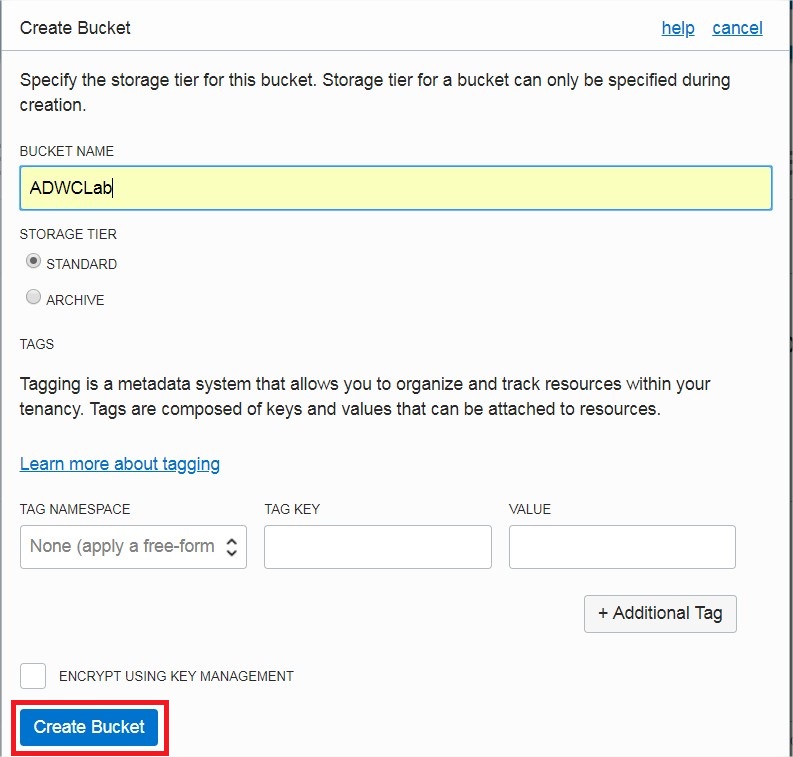 Create Bucket help cancel
Specify the storage tier for this bucket. Storage tier for a bucket can only be specified during
creation.
BUCKET NAME
ADWCLab
STORAGE TIER
STANDARD
ARCHIVE
TAGS
Tagging is a metadata system that allows you to organize and track resources within your
tenancy. Tags are composed of keys and values that can be attached to resources.
Learn more about tagging
TAG NAMESPACE TAG KEY VALUE
None (apply a free-form
+ Additional Tag
ENCRYPT USING KEY MANAGEMENT
Create Bucket